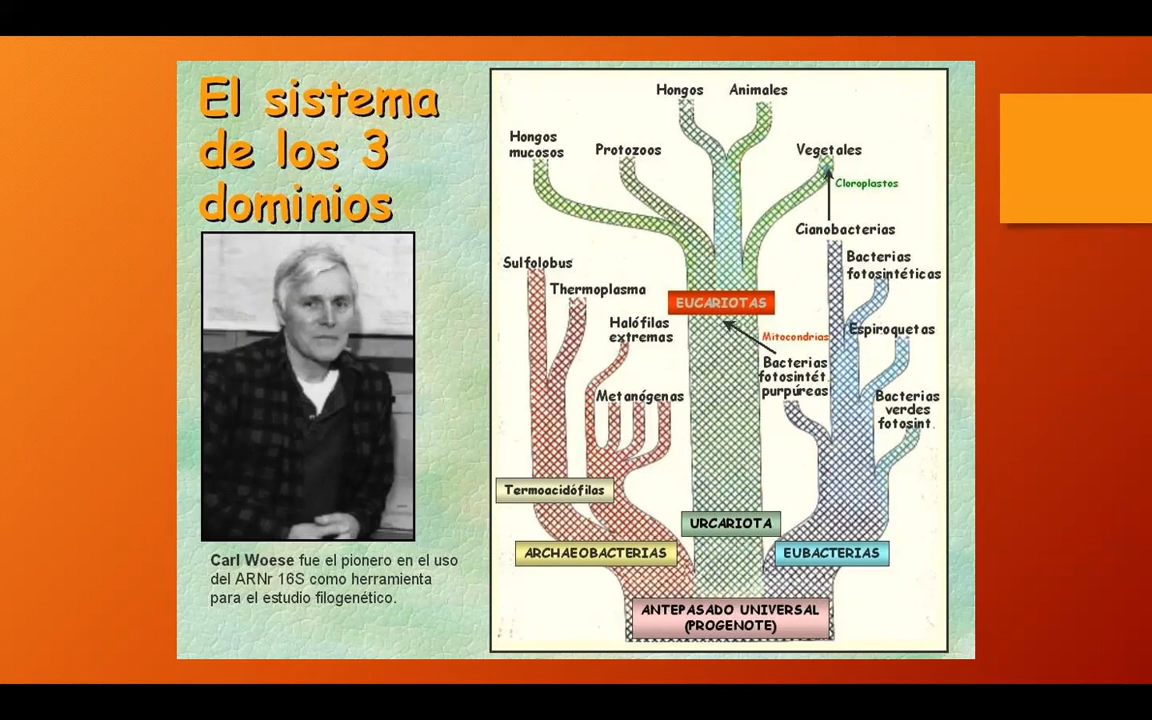 El sistema
de los 3
dominios
Carl Woese fue el pionero en el uso
del ARNr 16S como herramienta
para el estudio filogenético.
Hongos
Animales
Hongos
mucosos
Protozoos
Vegetales
Cloroplastos
Cianobacterias
Sulfolobus
Bacterias
fotosintéticas
Thermoplasma
EUCARIOTAS
Halófilas
extremas
Mitocondrias
Espiroquetas
Bacterias
fotosintét.
purpúreas
Metanógenas
Bacterias
verdes
fotosint.
Termoacidófilas
URCARIOTA
ARCHAEOBACTERIAS
EUBACTERIAS
ANTEPASADO UNIVERSAL
(PROGENOTE)